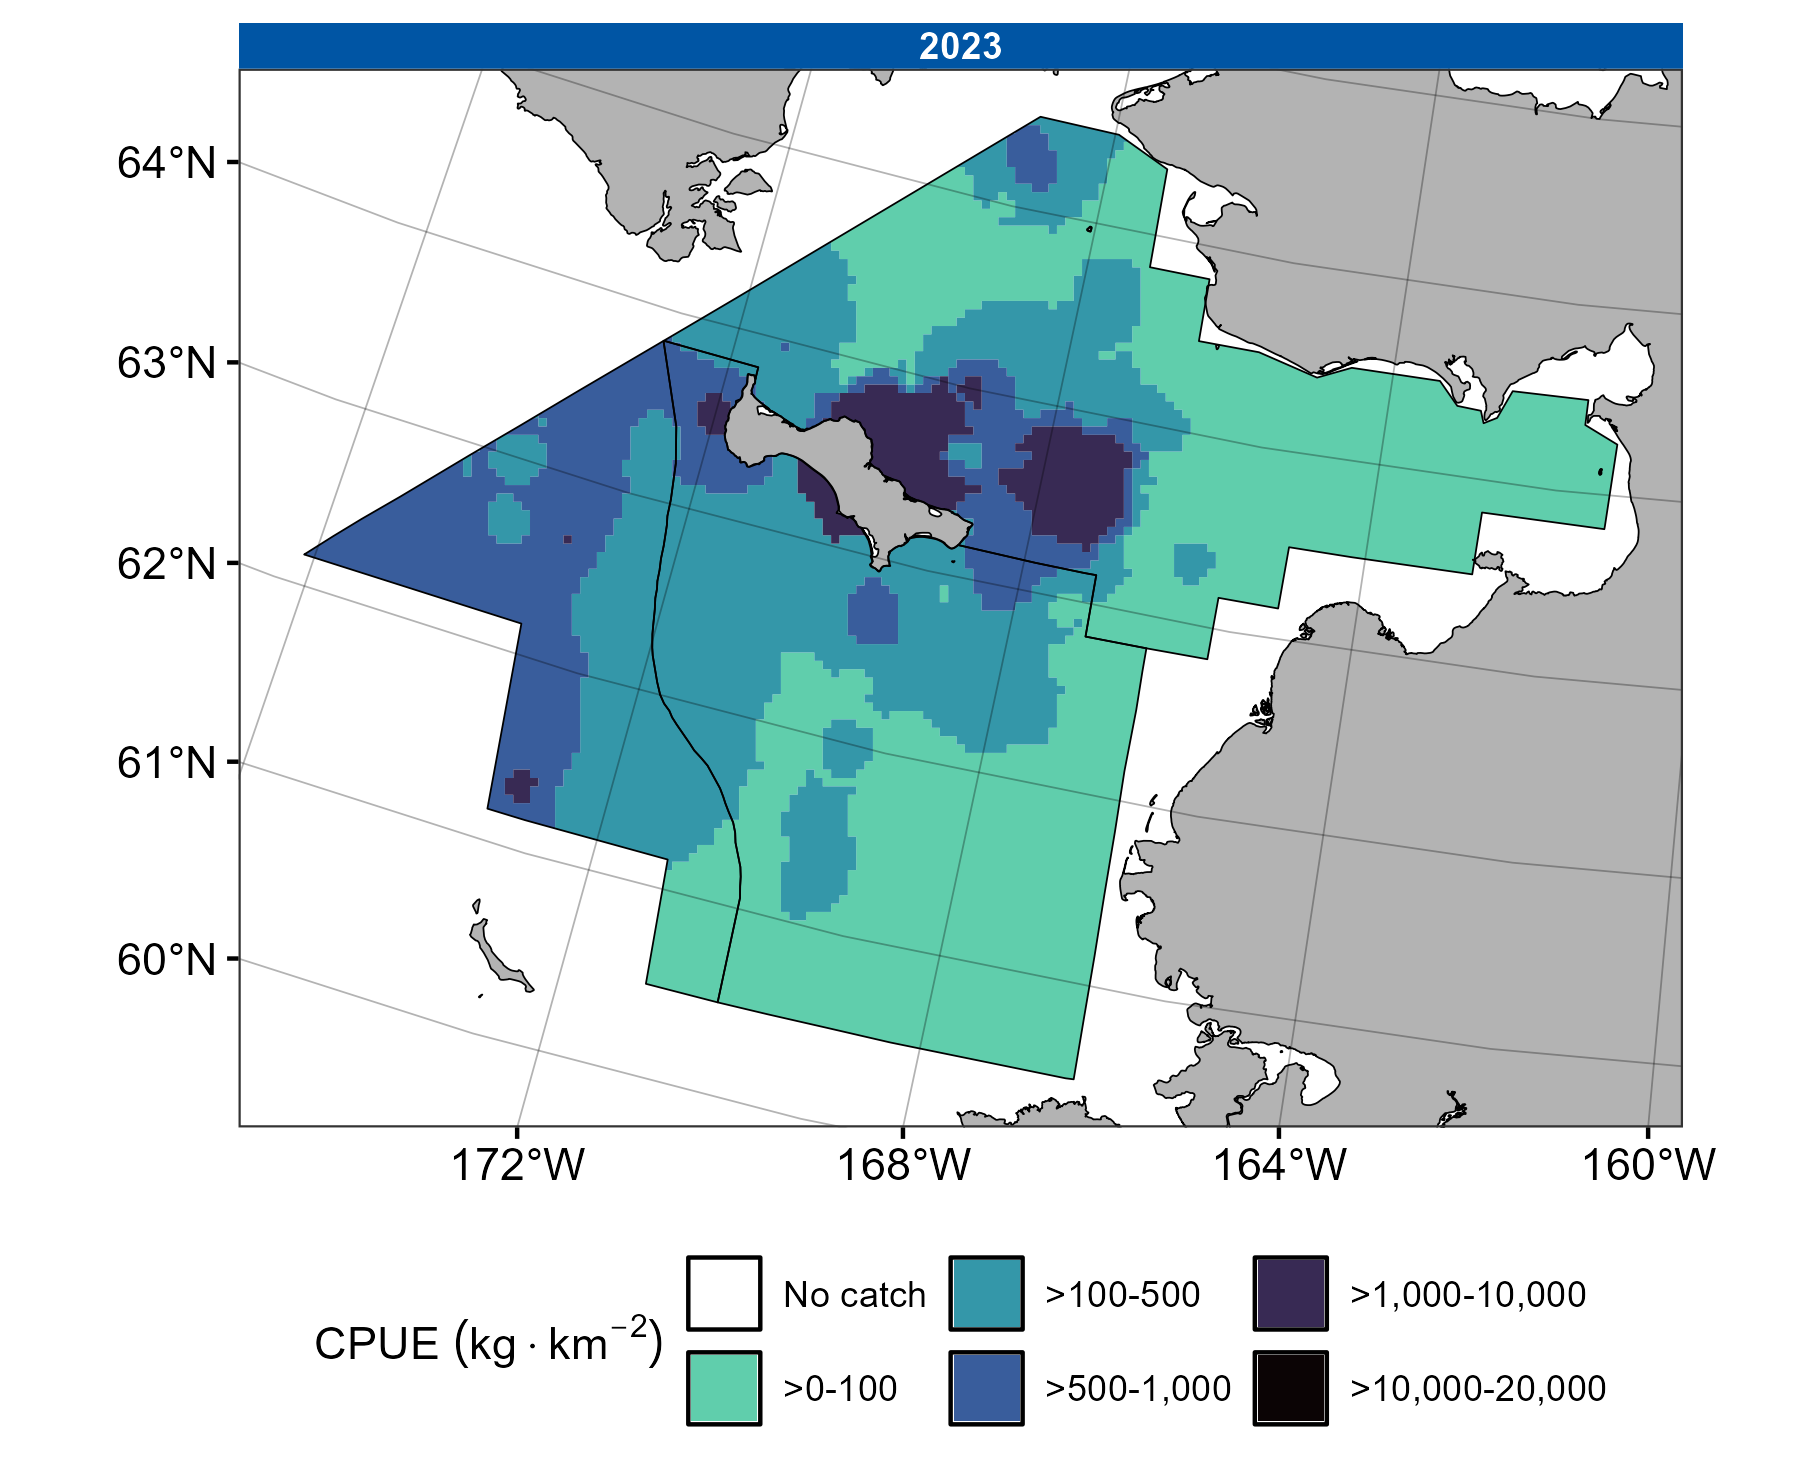 2023
64°N
63°N
62°N
61°N
60°N
172°W 168°W 164°W 160°W
CPUE (kg · km⁻²)
No catch >100-500 >1,000-10,000
>0-100 >500-1,000 >10,000-20,000